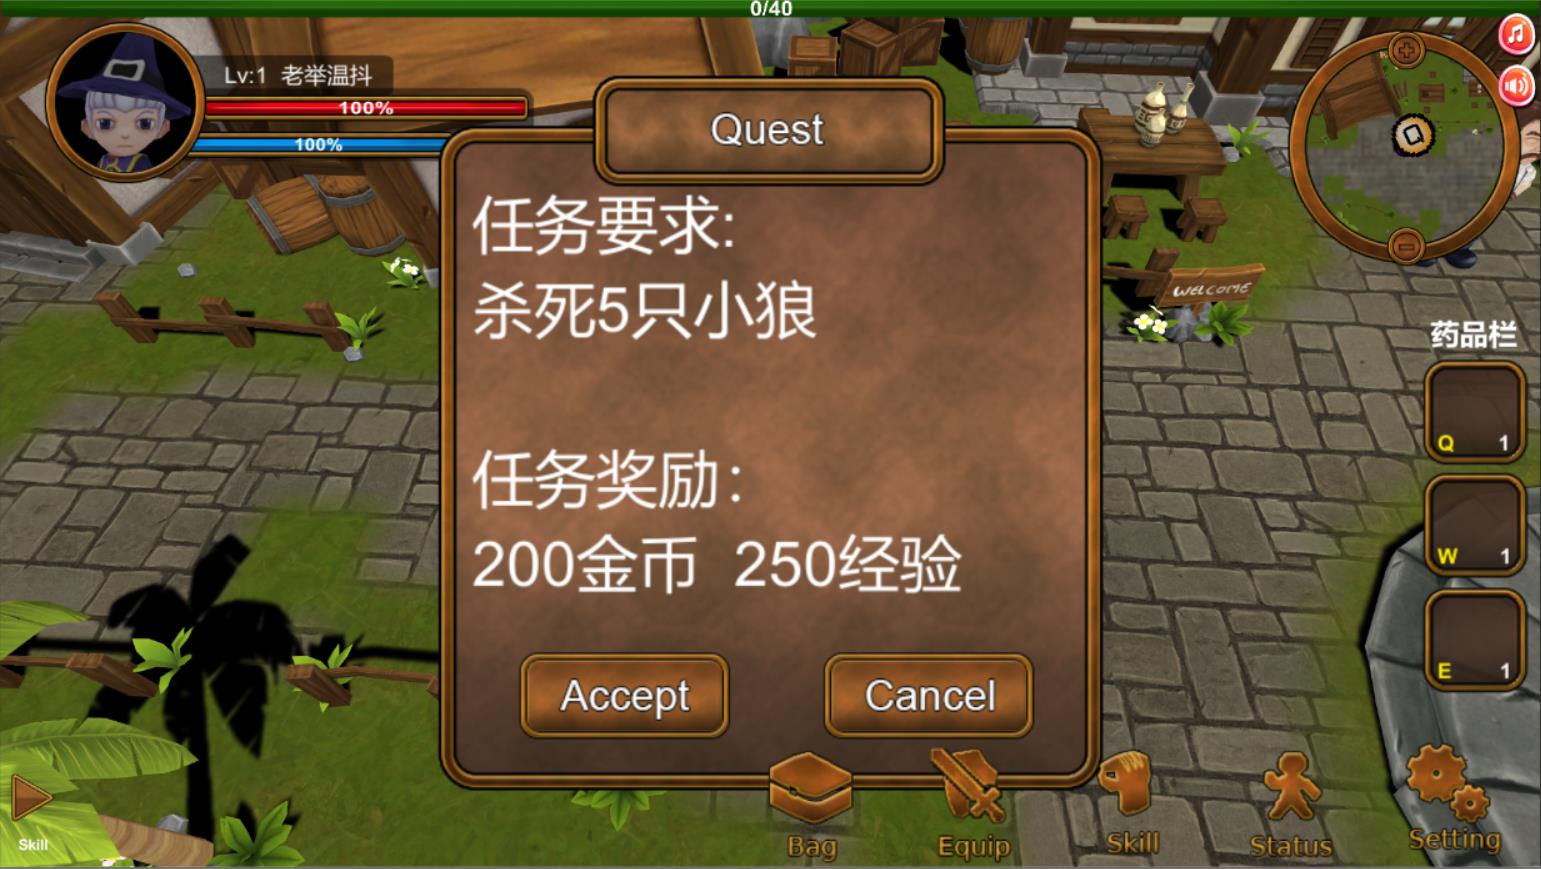 0/40
Lv:1 老举温抖
100%
100%
Quest
任务要求:
杀死5只小狼
任务奖励:
200金币 250经验
Accept
Cancel
WELCOME
药品栏
Q 1
W 1
E 1
Skill
Bag
Equip
Skill
Status
Setting